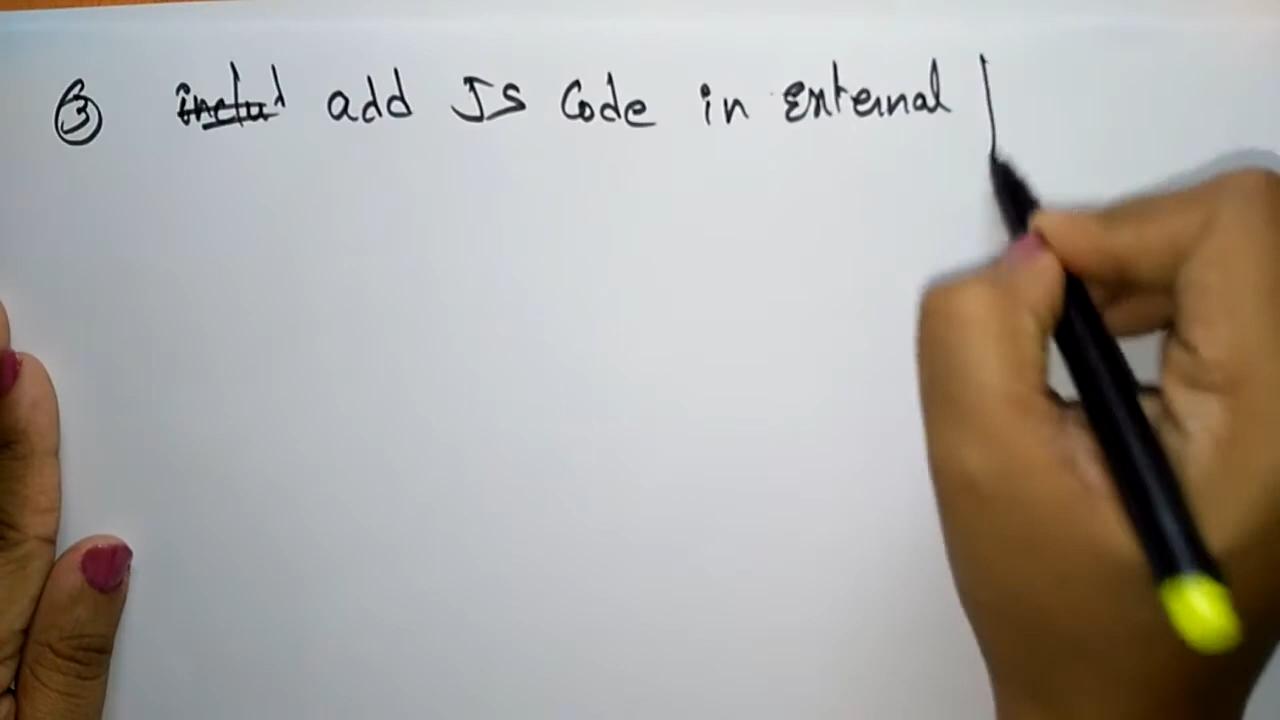 ③ add JS Code in External